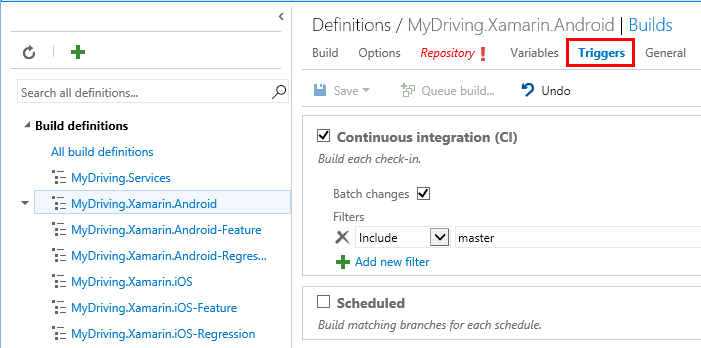 Definitions / MyDriving.Xamarin.Android | Builds
Build Options Repository ! Variables Triggers General
Save Queue build... Undo
Search all definitions...
Build definitions
All build definitions
MyDriving.Services
MyDriving.Xamarin.Android
MyDriving.Xamarin.Android-Feature
MyDriving.Xamarin.Android-Regres...
MyDriving.Xamarin.iOS
MyDriving.Xamarin.iOS-Feature
MyDriving.Xamarin.iOS-Regression
Continuous integration (CI)
Build each check-in.
Batch changes
Filters
Include master
Add new filter
Scheduled
Build matching branches for each schedule.